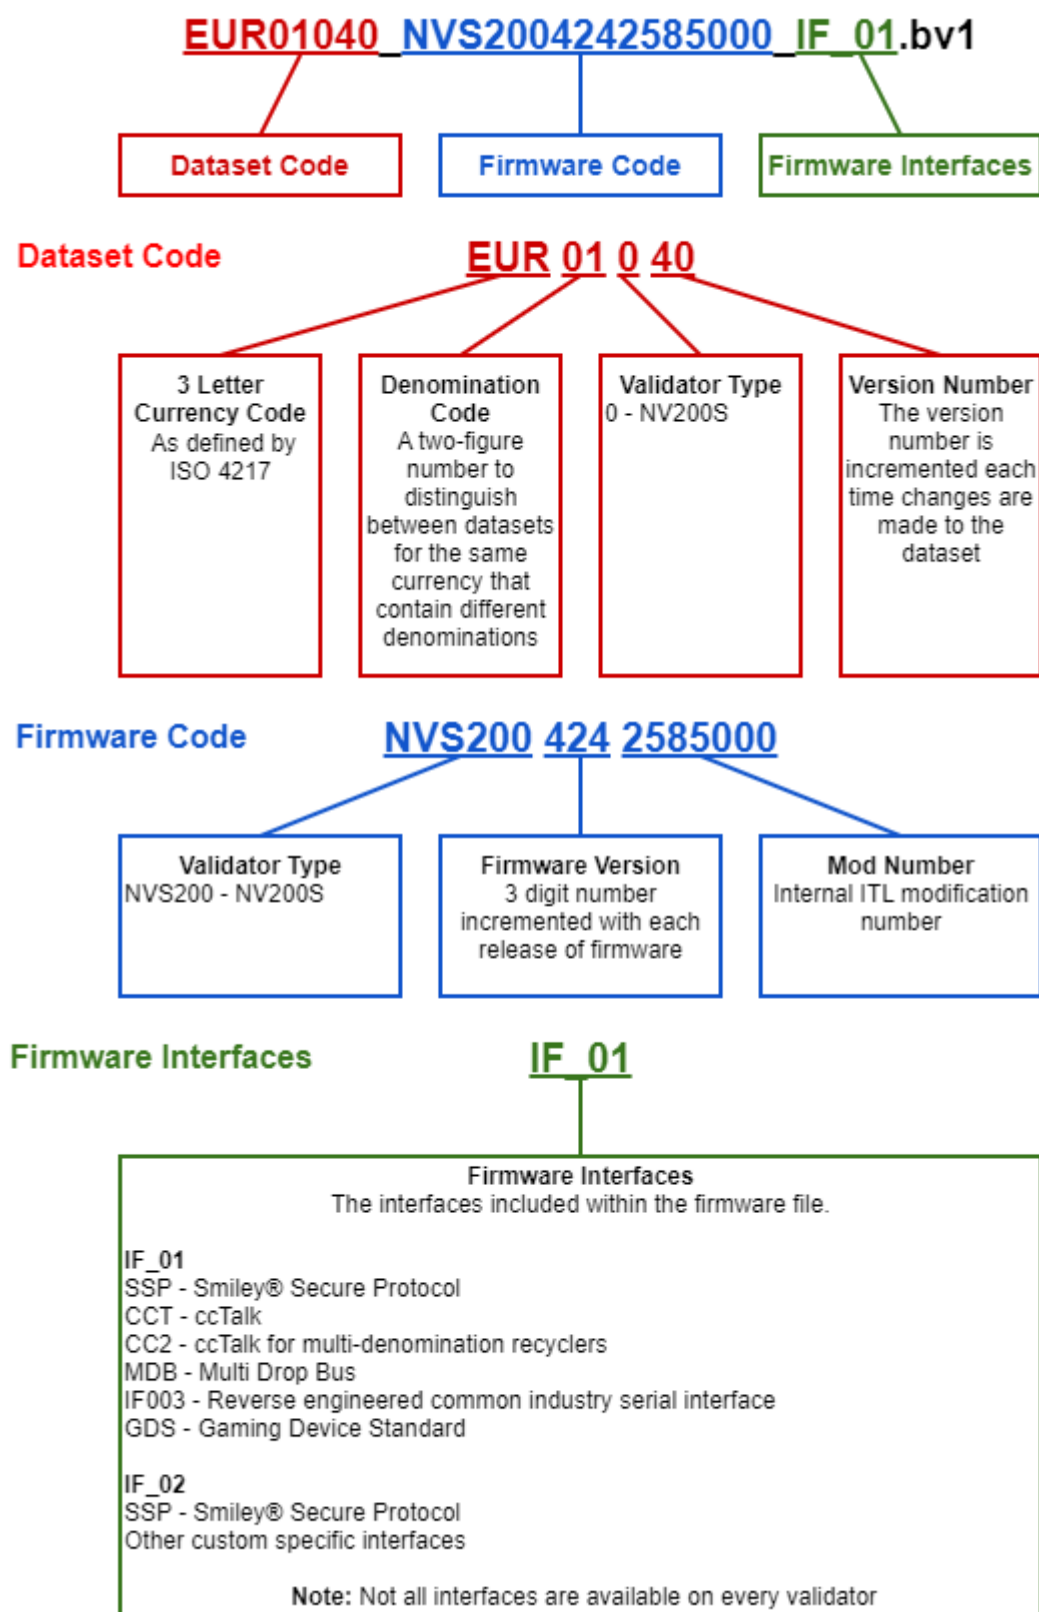 EUR01040_NVS2004242585000_IF_01.bv1
Dataset Code
Firmware Code
Firmware Interfaces
Dataset Code
EUR 01 0 40
3 Letter
Currency Code
As defined by
ISO 4217
Denomination
Code
A two-figure
number to
distinguish
between datasets
for the same
currency that
contain different
denominations
Validator Type
0 - NV200S
Version Number
The version
number is
incremented each
time changes are
made to the
dataset
Firmware Code
NVS200 424 2585000
Validator Type
NVS200 - NV200S
Firmware Version
3 digit number
incremented with each
release of firmware
Mod Number
Internal ITL modification
number
Firmware Interfaces
IF_01
Firmware Interfaces
The interfaces included within the firmware file.
IF_01
SSP - Smiley® Secure Protocol
CCT - ccTalk
CC2 - ccTalk for multi-denomination recyclers
MDB - Multi Drop Bus
IF003 - Reverse engineered common industry serial interface
GDS - Gaming Device Standard
IF_02
SSP - Smiley® Secure Protocol
Other custom specific interfaces
Note: Not all interfaces are available on every validator